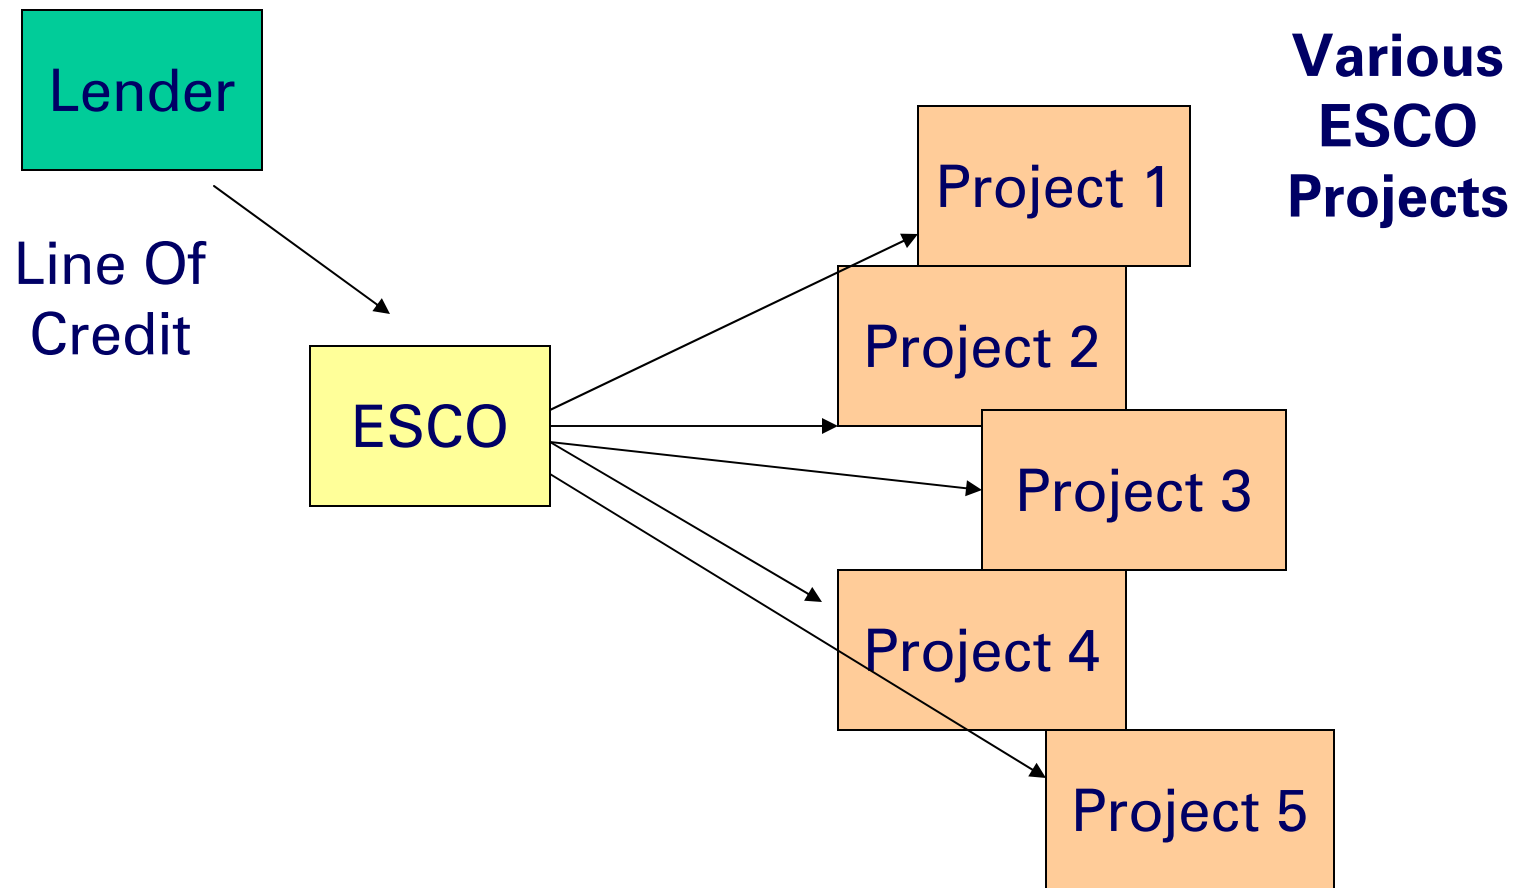 Lender
Various
ESCO
Projects
Project 1
Line Of
Credit
Project 2
ESCO
Project 3
Project 4
Project 5